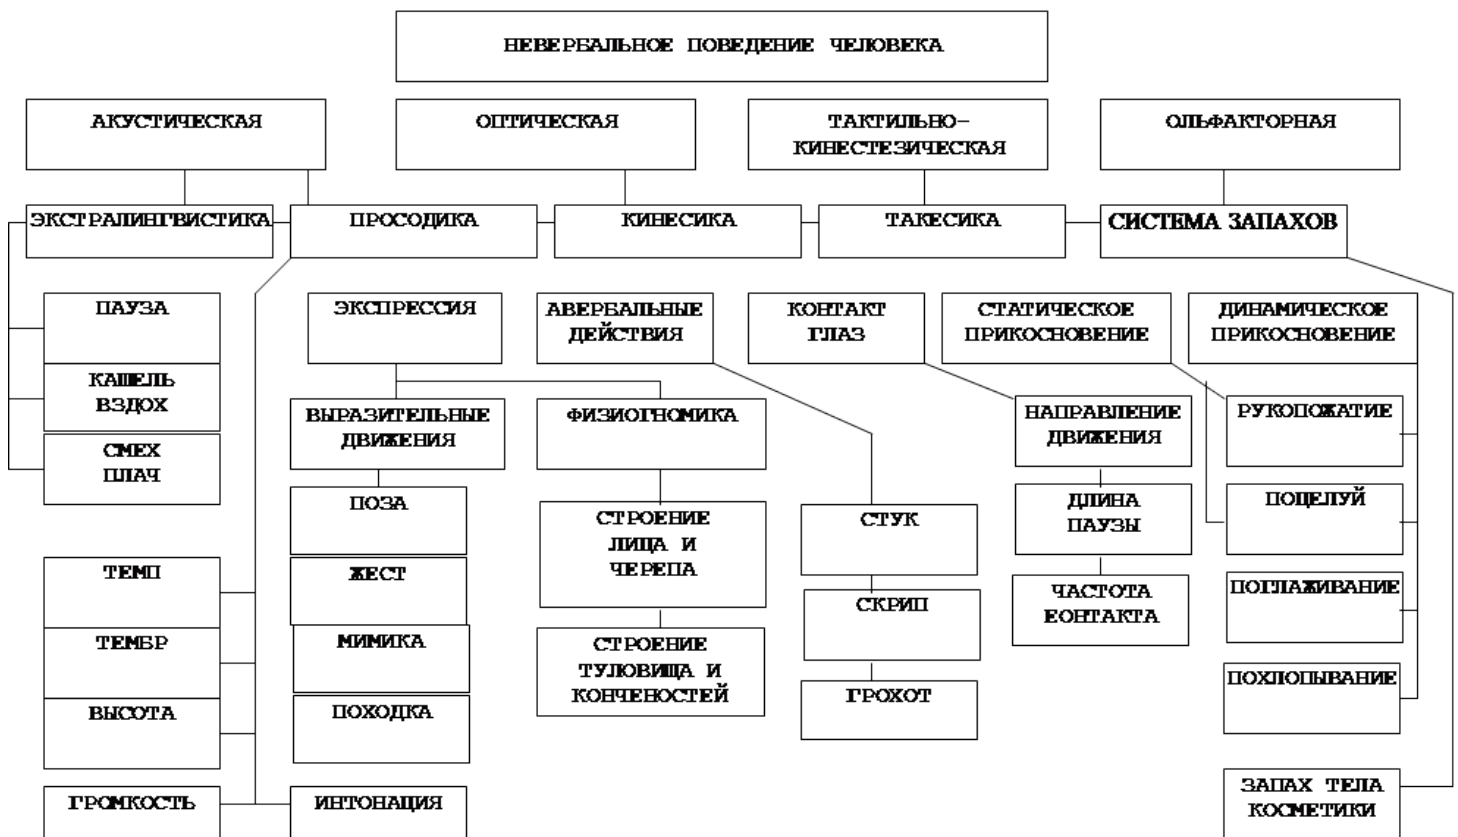 НЕВЕРБАЛЬНОЕ ПОВЕДЕНИЕ ЧЕЛОВЕКА
АКУСТИЧЕСКАЯ
ОПТИЧЕСКАЯ
ТАКТИЛЬНО-
КИНЕСТЕЗИЧЕСКАЯ
ОЛЬФАКТОРНАЯ
ЭКСТРАЛИНГВИСТИКА
ПРОСОДИКА
КИНЕСИКА
ТАКЕСИКА
СИСТЕМА ЗАПАХОВ
ПАУЗА
ЭКСПРЕССИЯ
АВЕРБАЛЬНЫЕ
ДЕЙСТВИЯ
КОНТАКТ
ГЛАЗ
СТАТИЧЕСКОЕ
ПРИКОСНОВЕНИЕ
ДИНАМИЧЕСКОЕ
ПРИКОСНОВЕНИЕ
КАШЕЛЬ
ВЗДОХ
ВЫРАЗИТЕЛЬНЫЕ
ДВИЖЕНИЯ
ФИЗИОГНОМИКА
НАПРАВЛЕНИЕ
ДВИЖЕНИЯ
РУКОПОЖАТИЕ
СМЕХ
ПЛАЧ
ПОЗА
СТРОЕНИЕ
ЛИЦА И
ЧЕРЕПА
СТУК
ДЛИНА
ПАУЗЫ
ПОЦЕЛУЙ
ТЕМП
ЖЕСТ
СКРИП
ЧАСТОТА
ЕОНТАКТА
ПОГЛАЖИВАНИЕ
ТЕМБР
МИМИКА
СТРОЕНИЕ
ТУЛОВИЩА И
КОНЧЕНОСТЕЙ
ГРОХОТ
ПОХЛОПЫВАНИЕ
ВЫСОТА
ПОХОДКА
ГРОМКОСТЬ
ИНТОНАЦИЯ
ЗАПАХ ТЕЛА
КОСМЕТИКИ